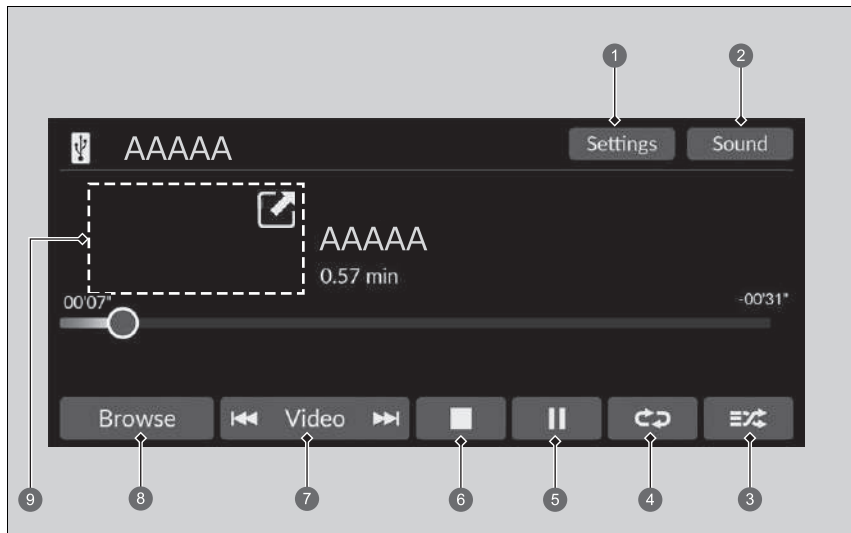 1 2
AAAAA Settings Sound
AAAAA
0.57 min
00'07" -00'31"
Browse Video
9 8 7 6 5 4 3